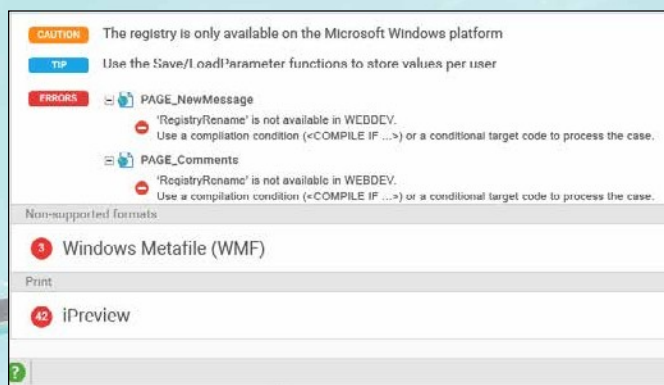 CAUTION The registry is only available on the Microsoft Windows platform
TIP Use the Save/LoadParameter functions to store values per user
ERRORS PAGE_NewMessage
'RegistryRename' is not available in WEBDEV.
Use a compilation condition (<COMPILE IF ...>) or a conditional target code to process the case.
PAGE_Comments
'RegistryRename' is not available in WEBDEV.
Use a compilation condition (<COMPILE IF ...>) or a conditional target code to process the case.
Non-supported formats
3 Windows Metafile (WMF)
Print
42 iPreview
?